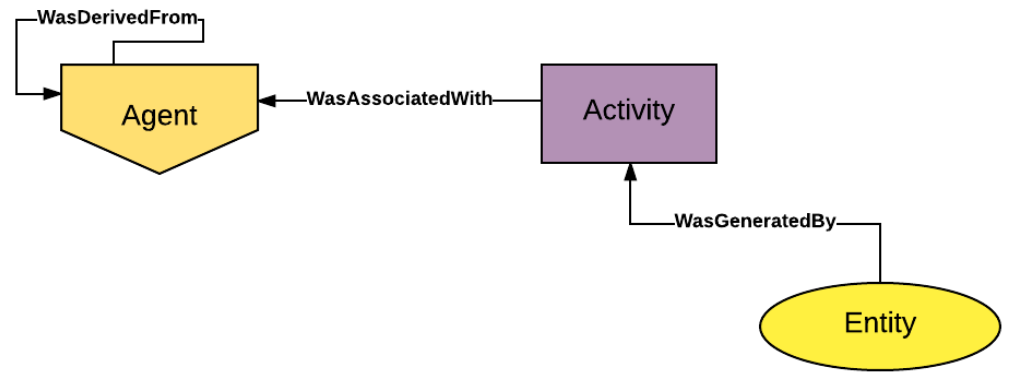 WasDerivedFrom
Agent
WasAssociatedWith
Activity
WasGeneratedBy
Entity